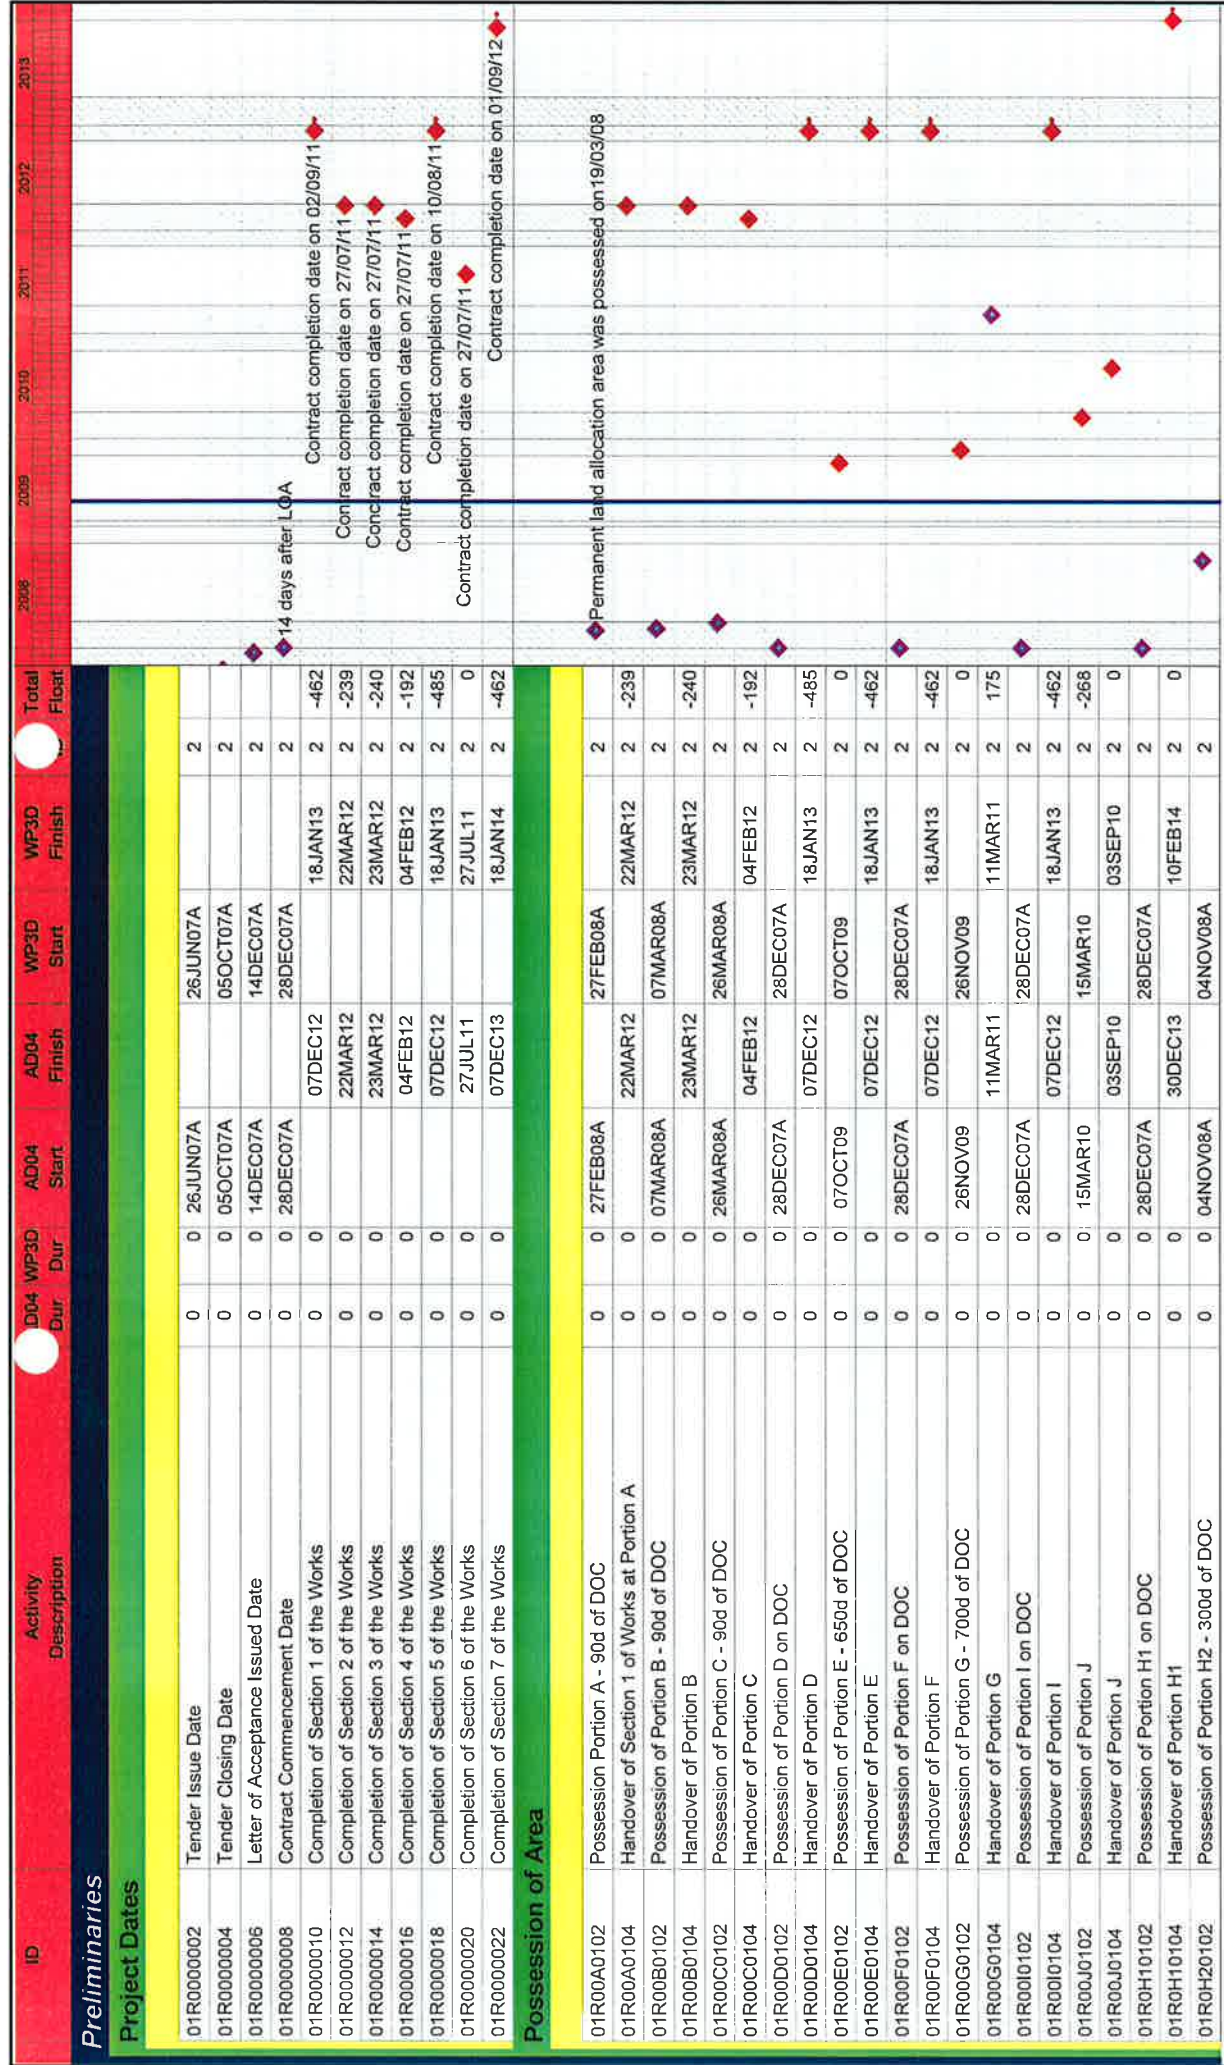 ID Activity D04 WP3D AD04 AD04 WP3D WP3D Total 2008 2009 2010 2011 2012 2013
Description Dur Dur Start Finish Start Finish Float
Preliminaries
Project Dates
01R0000002 Tender Issue Date 0 0 26JUN07A 26JUN07A 2
01R0000004 Tender Closing Date 0 0 05OCT07A 05OCT07A 2
01R0000006 Letter of Acceptance Issued Date 0 0 14DEC07A 14DEC07A 2
01R0000008 Contract Commencement Date 0 0 28DEC07A 28DEC07A 2 14 days after LOA
01R0000010 Completion of Section 1 of the Works 0 0 07DEC12 18JAN13 2 -462 Contract completion date on 02/09/11
01R0000012 Completion of Section 2 of the Works 0 0 22MAR12 22MAR12 2 -239 Contract completion date on 27/07/11
01R0000014 Completion of Section 3 of the Works 0 0 23MAR12 23MAR12 2 -240 Contract completion date on 27/07/11
01R0000016 Completion of Section 4 of the Works 0 0 04FEB12 04FEB12 2 -192 Contract completion date on 27/07/11
01R0000018 Completion of Section 5 of the Works 0 0 07DEC12 18JAN13 2 -485 Contract completion date on 10/08/11
01R0000020 Completion of Section 6 of the Works 0 0 27JUL11 27JUL11 2 0 Contract completion date on 27/07/11
01R0000022 Completion of Section 7 of the Works 0 0 07DEC13 18JAN14 2 -462 Contract completion date on 01/09/12
Possession of Area
01R00A0102 Possession Portion A - 90d of DOC 0 0 27FEB08A 27FEB08A 2 Permanent land allocation area was possessed on19/03/08
01R00A0104 Handover of Section 1 of Works at Portion A 0 0 22MAR12 22MAR12 2 -239
01R00B0102 Possession of Portion B - 90d of DOC 0 0 07MAR08A 07MAR08A 2
01R00B0104 Handover of Portion B 0 0 23MAR12 23MAR12 2 -240
01R00C0102 Possession of Portion C - 90d of DOC 0 0 26MAR08A 26MAR08A 2
01R00C0104 Handover of Portion C 0 0 04FEB12 04FEB12 2 -192
01R00D0102 Possession of Portion D on DOC 0 0 28DEC07A 28DEC07A 2
01R00D0104 Handover of Portion D 0 0 07DEC12 18JAN13 2 -485
01R00E0102 Possession of Portion E - 650d of DOC 0 0 07OCT09 07OCT09 2 0
01R00E0104 Handover of Portion E 0 0 07DEC12 18JAN13 2 -462
01R00F0102 Possession of Portion F on DOC 0 0 28DEC07A 28DEC07A 2
01R00F0104 Handover of Portion F 0 0 07DEC12 18JAN13 2 -462
01R00G0102 Possession of Portion G - 700d of DOC 0 0 26NOV09 26NOV09 2 0
01R00G0104 Handover of Portion G 0 0 11MAR11 11MAR11 2 175
01R00I0102 Possession of Portion I on DOC 0 0 28DEC07A 28DEC07A 2
01R00I0104 Handover of Portion I 0 0 07DEC12 18JAN13 2 -462
01R00J0102 Possession of Portion J 0 0 15MAR10 15MAR10 2 -268
01R00J0104 Handover of Portion J 0 0 03SEP10 03SEP10 2 0
01R0H10102 Possession of Portion H1 on DOC 0 0 28DEC07A 28DEC07A 2
01R0H10104 Handover of Portion H1 0 0 30DEC13 10FEB14 2 0
01R0H20102 Possession of Portion H2 - 300d of DOC 0 0 04NOV08A 04NOV08A 2